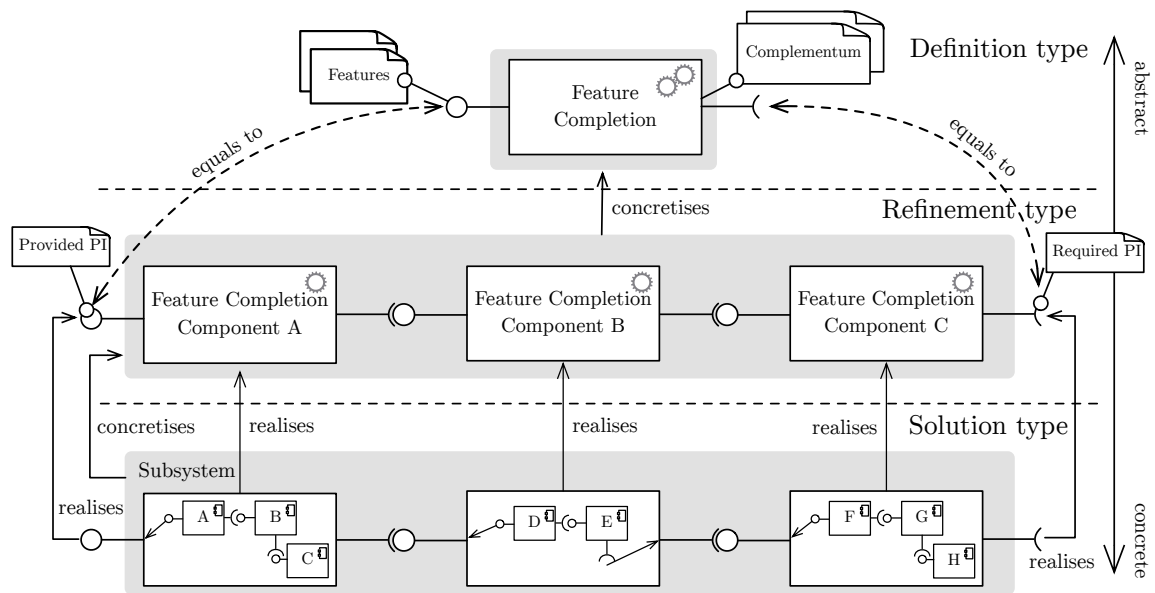 Definition type
Features
Complementum
Feature
Completion
abstract
equals to
equals to
concretises
Refinement type
Provided PI
Required PI
Feature Completion
Component A
Feature Completion
Component B
Feature Completion
Component C
concretises
realises
realises
realises
Solution type
Subsystem
realises
A
B
C
D
E
F
G
H
realises
concrete